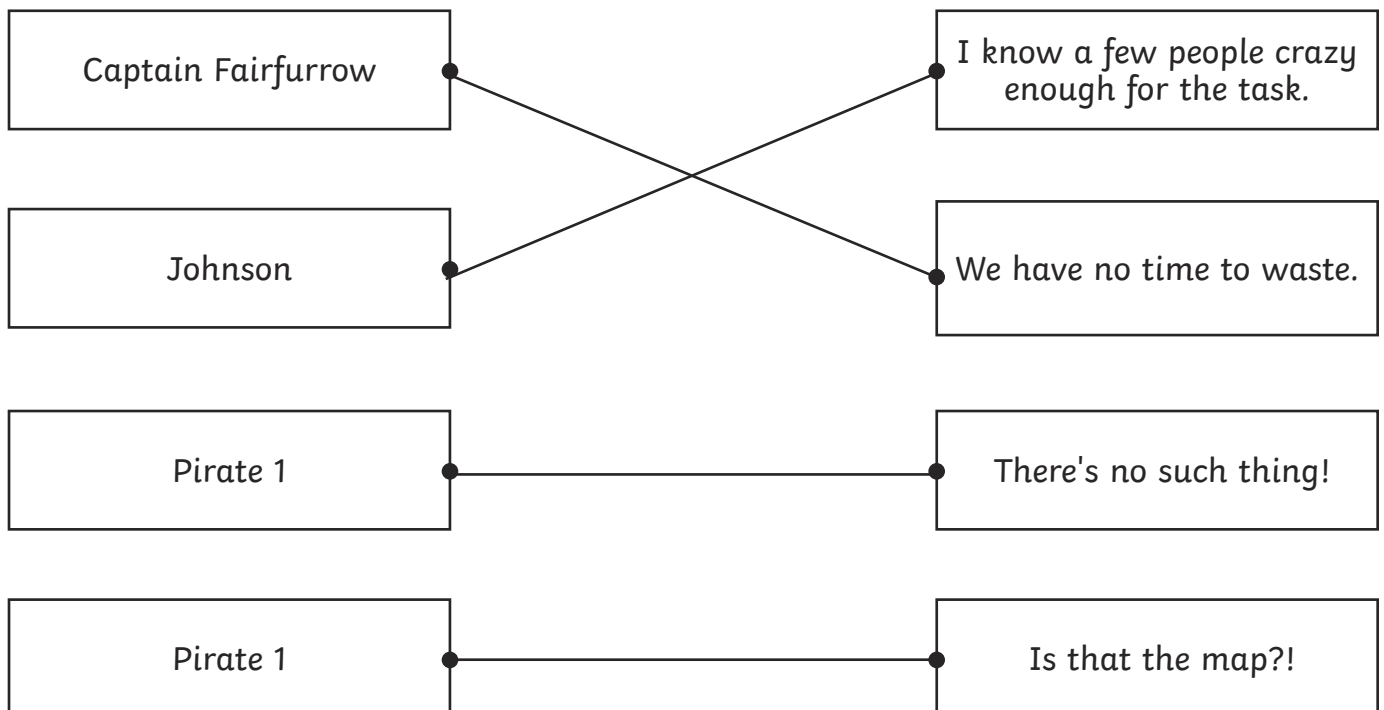 Captain Fairfurrow
I know a few people crazy
enough for the task.
Johnson
We have no time to waste.
Pirate 1
There's no such thing!
Pirate 1
Is that the map?!